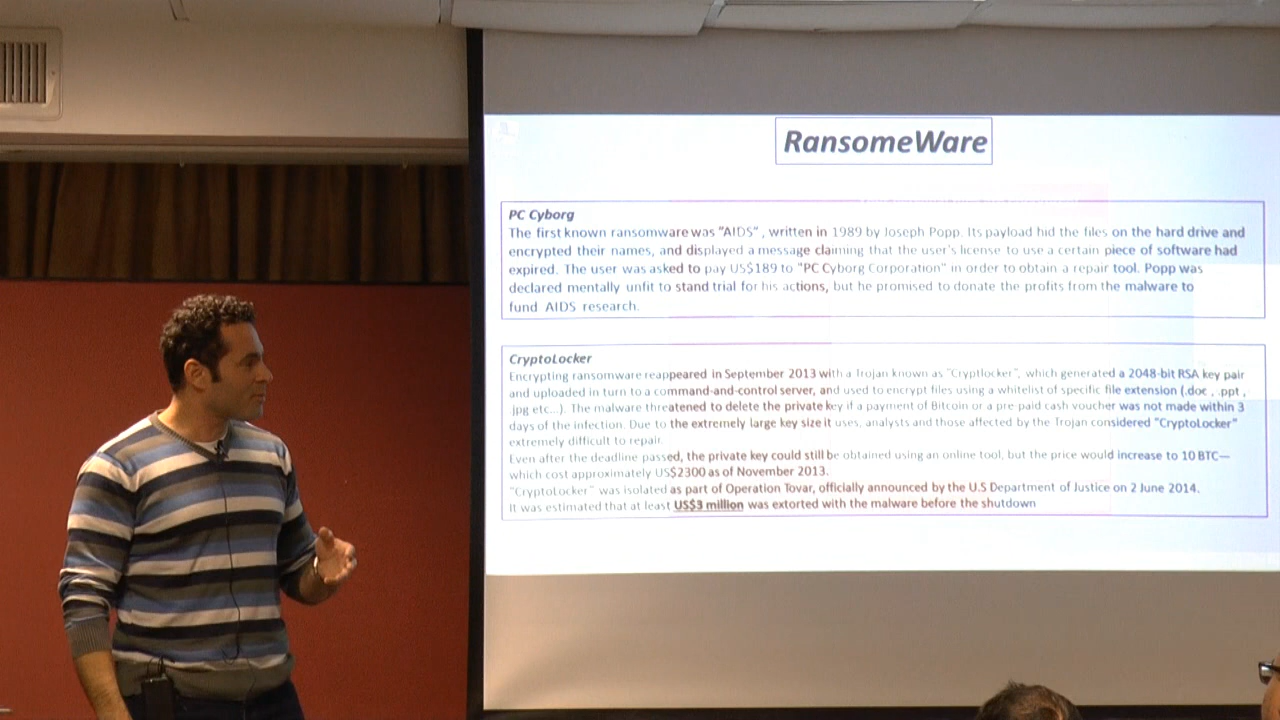 RansomeWare
PC Cyborg
The first known ransomware was "AIDS" , written in 1989 by Joseph Popp. Its payload hid the files on the hard drive and
encrypted their names, and displayed a message claiming that the user's license to use a certain piece of software had
expired. The user was asked to pay US$189 to "PC Cyborg Corporation" in order to obtain a repair tool. Popp was
declared mentally unfit to stand trial for his actions, but he promised to donate the profits from the malware to
fund AIDS research.
CryptoLocker
Encrypting ransomware reappeared in September 2013 with a Trojan known as "Cryptlocker", which generated a 2048-bit RSA key pair
and uploaded in turn to a command-and-control server, and used to encrypt files using a whitelist of specific file extension (.doc , .ppt ,
.jpg etc...). The malware threatened to delete the private key if a payment of Bitcoin or a pre-paid cash voucher was not made within 3
days of the infection. Due to the extremely large key size it uses, analysts and those affected by the Trojan considered "CryptoLocker"
extremely difficult to repair.
Even after the deadline passed, the private key could still be obtained using an online tool, but the price would increase to 10 BTC—
which cost approximately US$2300 as of November 2013.
"CryptoLocker" was isolated as part of Operation Tovar, officially announced by the U.S Department of Justice on 2 June 2014.
It was estimated that at least US$3 million was extorted with the malware before the shutdown